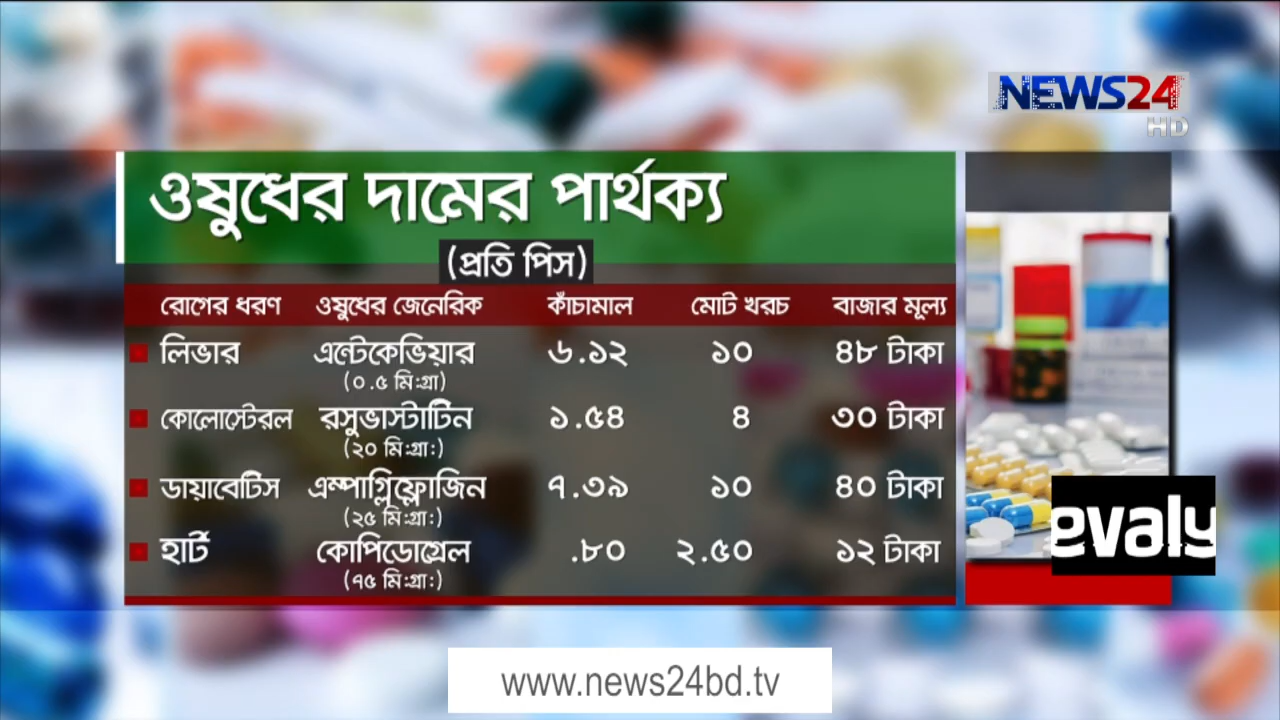 NEWS24
HD
ওষুধের দামের পার্থক্য
(প্রতি পিস)
রোগের ধরণ ওষুধের জেনেরিক কাঁচামাল মোট খরচ বাজার মূল্য
লিভার এন্টেকেভিয়ার ৬.১২ ১০ ৪৮ টাকা
(০.৫ মি:গ্রা)
কোলোস্টেরল রসুভাস্টাটিন ১.৫৪ ৪ ৩০ টাকা
(২০ মি:গ্রা:)
ডায়াবেটিস এম্পাগ্লিফ্লোজিন ৭.৩৯ ১০ ৪০ টাকা
(২৫ মি:গ্রা:)
হার্ট কোপিডোগ্রেল .৮০ ২.৫০ ১২ টাকা
(৭৫ মি:গ্রা:)
evaly
www.news24bd.tv